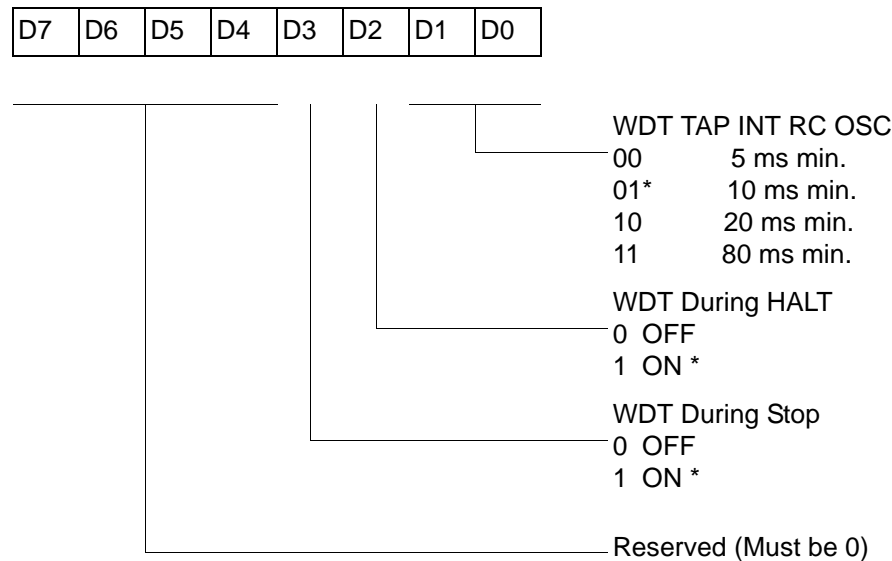 D7 D6 D5 D4 D3 D2 D1 D0
WDT TAP INT RC OSC
00 5 ms min.
01* 10 ms min.
10 20 ms min.
11 80 ms min.
WDT During HALT
0 OFF
1 ON *
WDT During Stop
0 OFF
1 ON *
Reserved (Must be 0)